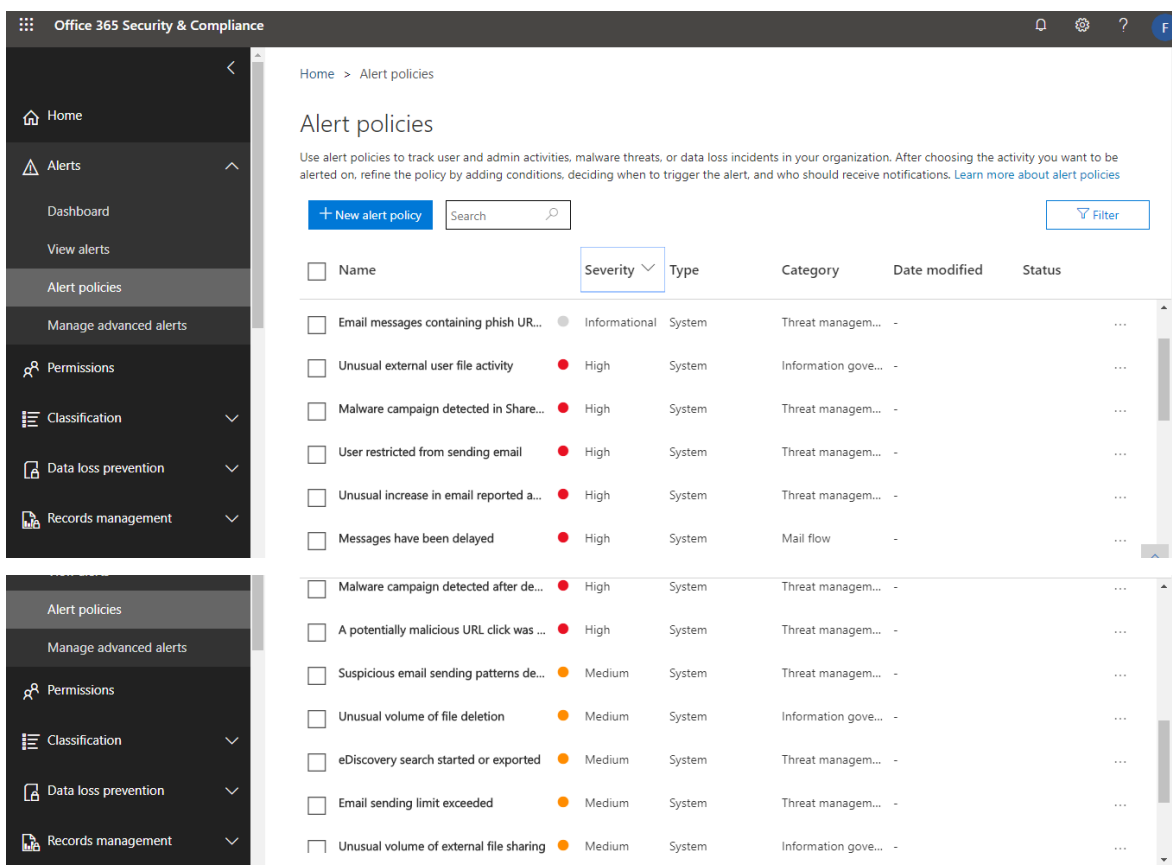 Office 365 Security & Compliance
?
F
Home > Alert policies
Home
Alerts
Dashboard
View alerts
Alert policies
Manage advanced alerts
Permissions
Classification
Data loss prevention
Records management
Alert policies
Use alert policies to track user and admin activities, malware threats, or data loss incidents in your organization. After choosing the activity you want to be
alerted on, refine the policy by adding conditions, deciding when to trigger the alert, and who should receive notifications. Learn more about alert policies
+ New alert policy
Search
Filter
Name Severity Type Category Date modified Status
Email messages containing phish UR... Informational System Threat managem... - ...
Unusual external user file activity High System Information gove... - ...
Malware campaign detected in Share... High System Threat managem... - ...
User restricted from sending email High System Threat managem... - ...
Unusual increase in email reported a... High System Threat managem... - ...
Messages have been delayed High System Mail flow - ...
Alert policies
Manage advanced alerts
Permissions
Classification
Data loss prevention
Records management
Malware campaign detected after de... High System Threat managem... - ...
A potentially malicious URL click was ... High System Threat managem... - ...
Suspicious email sending patterns de... Medium System Threat managem... - ...
Unusual volume of file deletion Medium System Information gove... - ...
eDiscovery search started or exported Medium System Threat managem... - ...
Email sending limit exceeded Medium System Threat managem... - ...
Unusual volume of external file sharing Medium System Information gove... - ...